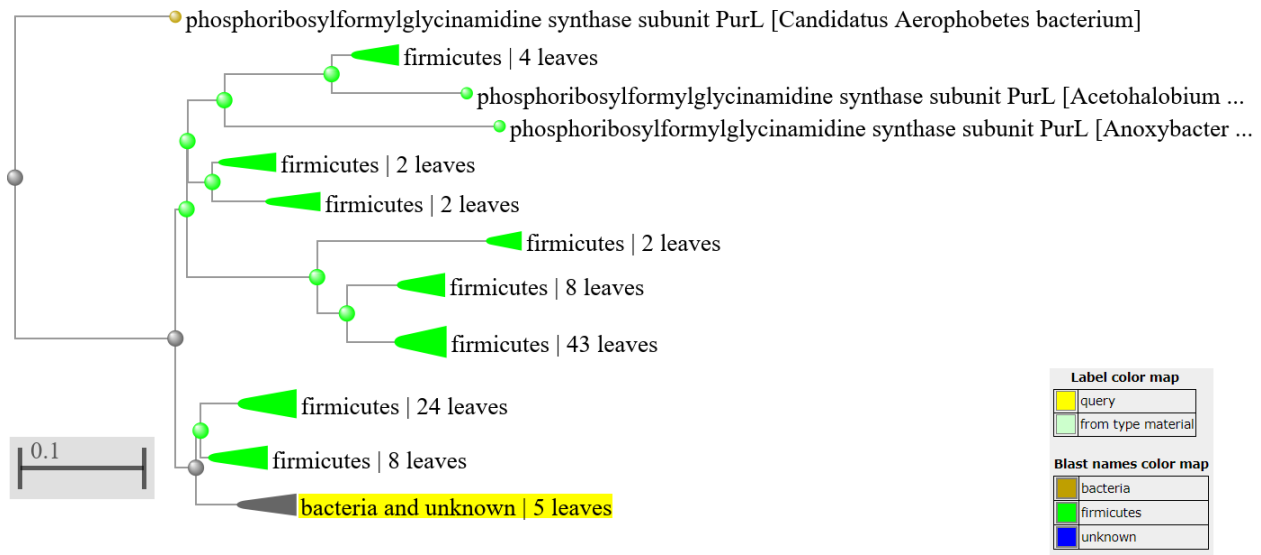 phosphoribosylformylglycinamidine synthase subunit PurL [Candidatus Aerophobetes bacterium]
firmicutes | 4 leaves
phosphoribosylformylglycinamidine synthase subunit PurL [Acetohalobium ...
phosphoribosylformylglycinamidine synthase subunit PurL [Anoxybacter ...
firmicutes | 2 leaves
firmicutes | 2 leaves
firmicutes | 2 leaves
firmicutes | 8 leaves
firmicutes | 43 leaves
firmicutes | 24 leaves
firmicutes | 8 leaves
bacteria and unknown | 5 leaves
0.1
Label color map
query
from type material
Blast names color map
bacteria
firmicutes
unknown